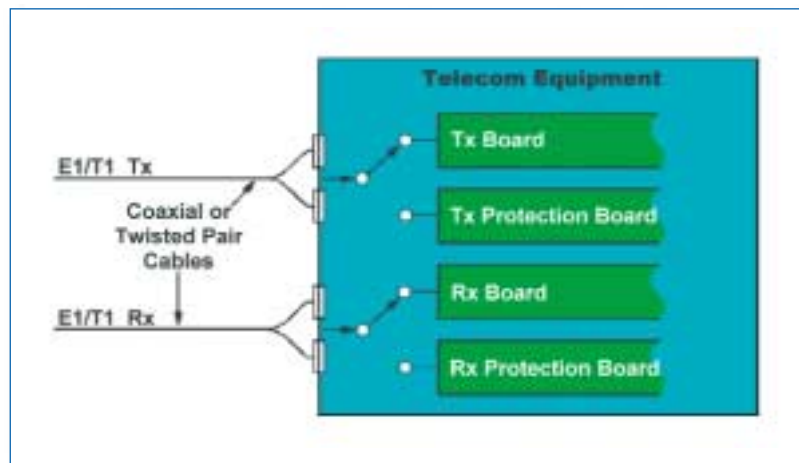 Telecom Equipment
Tx Board
E1/T1 Tx
Coaxial or
Twisted Pair
Cables
Tx Protection Board
Rx Board
E1/T1 Rx
Rx Protection Board